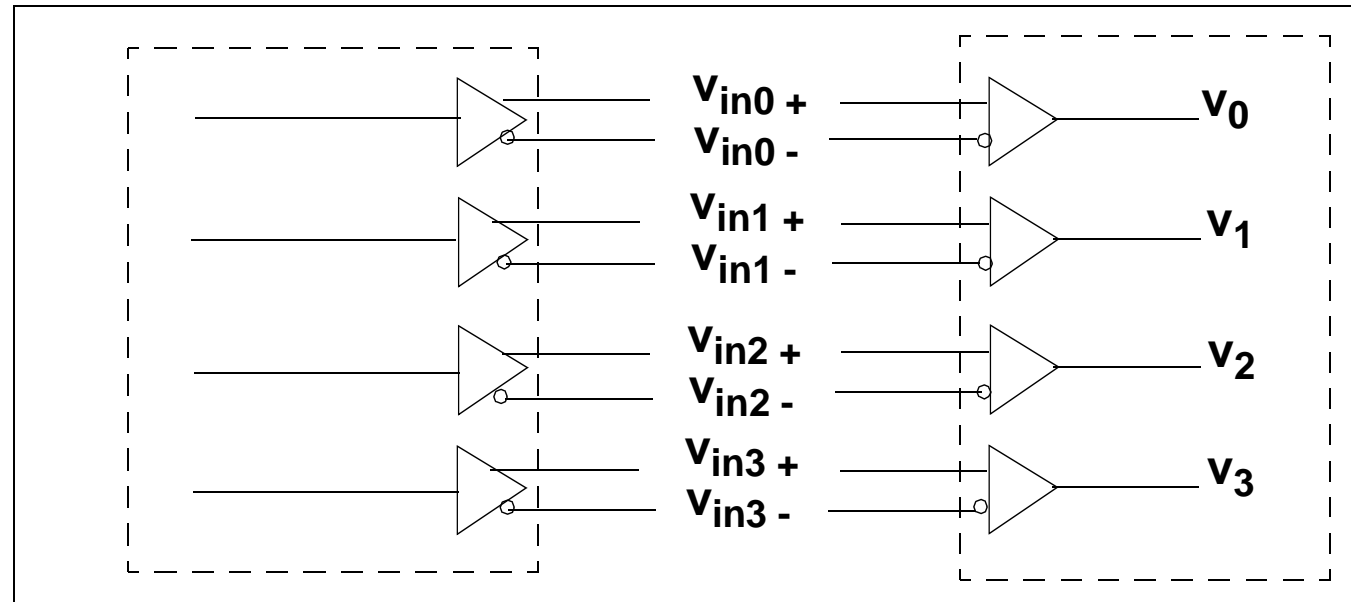 Vin0 +
Vin0 -
V0
Vin1 +
Vin1 -
V1
Vin2 +
Vin2 -
V2
Vin3 +
Vin3 -
V3